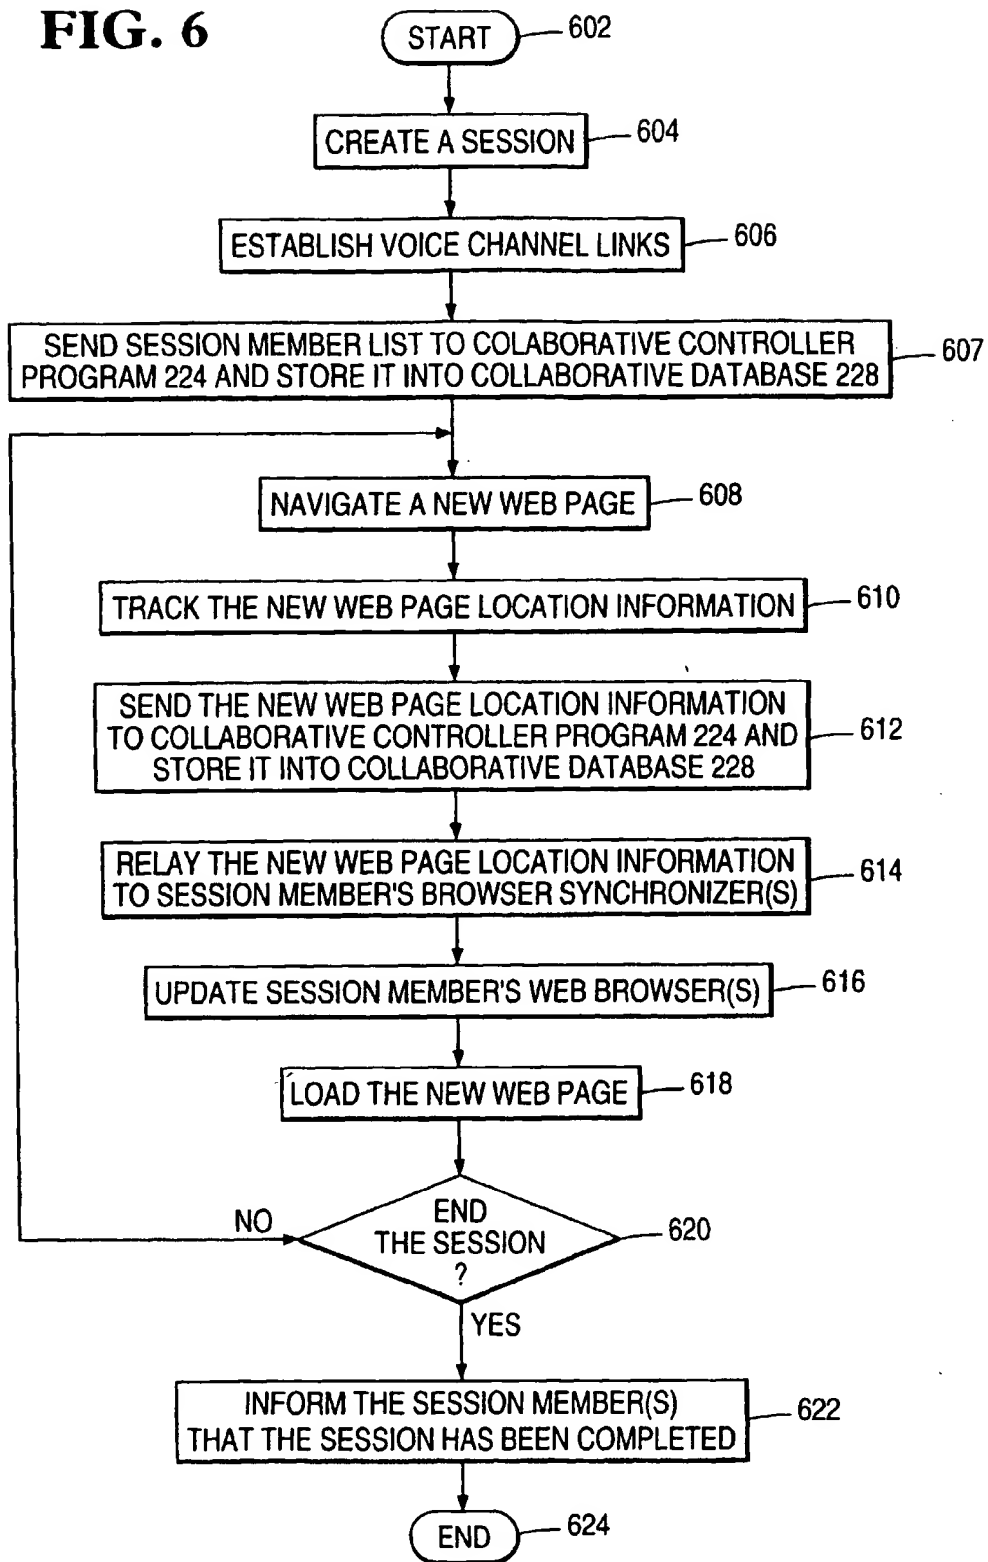 FIG. 6
START
602
CREATE A SESSION
604
ESTABLISH VOICE CHANNEL LINKS
606
SEND SESSION MEMBER LIST TO COLABORATIVE CONTROLLER
PROGRAM 224 AND STORE IT INTO COLLABORATIVE DATABASE 228
607
NAVIGATE A NEW WEB PAGE
608
TRACK THE NEW WEB PAGE LOCATION INFORMATION
610
SEND THE NEW WEB PAGE LOCATION INFORMATION
TO COLLABORATIVE CONTROLLER PROGRAM 224 AND
STORE IT INTO COLLABORATIVE DATABASE 228
612
RELAY THE NEW WEB PAGE LOCATION INFORMATION
TO SESSION MEMBER'S BROWSER SYNCHRONIZER(S)
614
UPDATE SESSION MEMBER'S WEB BROWSER(S)
616
LOAD THE NEW WEB PAGE
618
END
THE SESSION
?
620
NO
YES
INFORM THE SESSION MEMBER(S)
THAT THE SESSION HAS BEEN COMPLETED
622
END
624